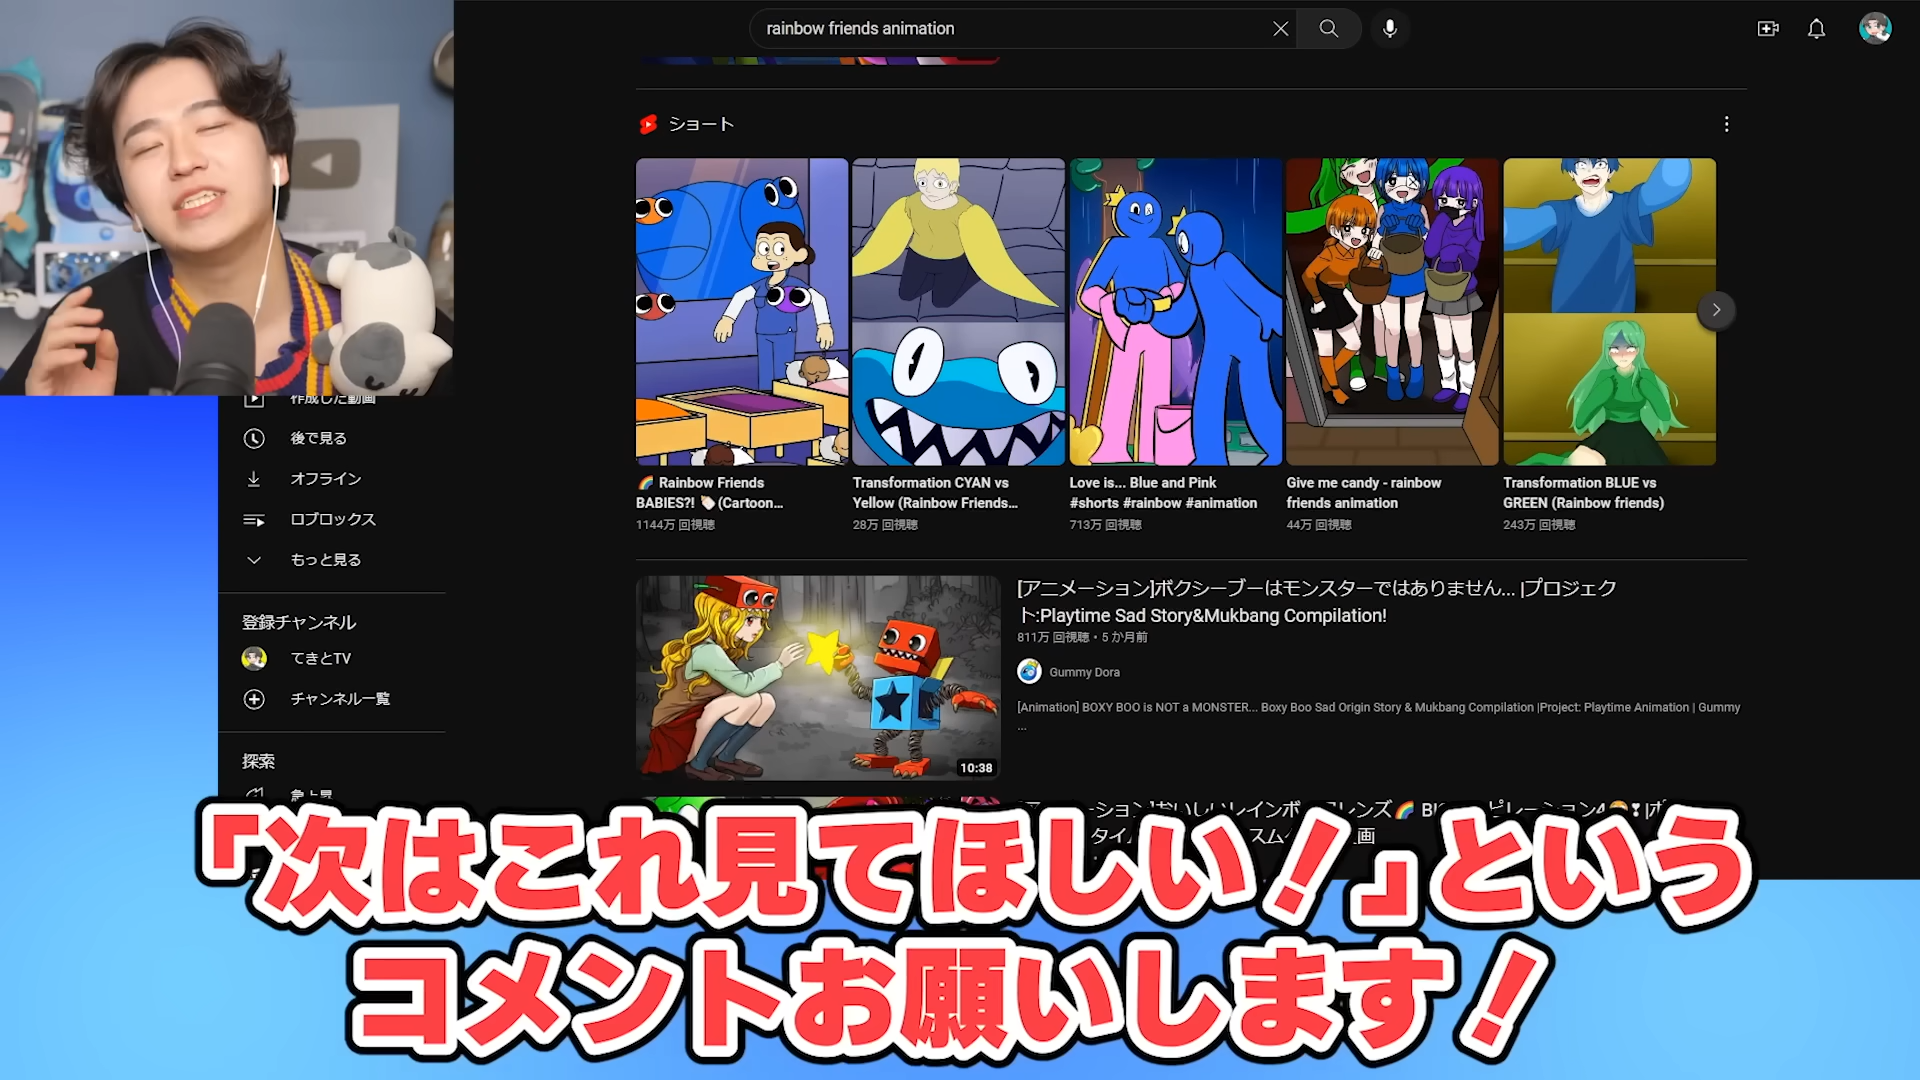 rainbow friends animation
ショート
🌈 Rainbow Friends
BABIES?! 🍼(Cartoon...
1144万 回視聴
Transformation CYAN vs
Yellow (Rainbow Friends...
28万 回視聴
Love is... Blue and Pink
#shorts #rainbow #animation
713万 回視聴
Give me candy - rainbow
friends animation
44万 回視聴
Transformation BLUE vs
GREEN (Rainbow friends)
243万 回視聴
作成した動画
後で見る
オフライン
ロブロックス
もっと見る
登録チャンネル
てきとTV
チャンネル一覧
探索
急上昇
[アニメーション]ボクシーブーはモンスターではありません... |プロジェク
ト:Playtime Sad Story&Mukbang Compilation!
811万 回視聴・5 か月前
Gummy Dora
[Animation] BOXY BOO is NOT a MONSTER... Boxy Boo Sad Origin Story & Mukbang Compilation |Project: Playtime Animation | Gummy
...
10:38
「次はこれ見てほしい！」という
コメントお願いします！